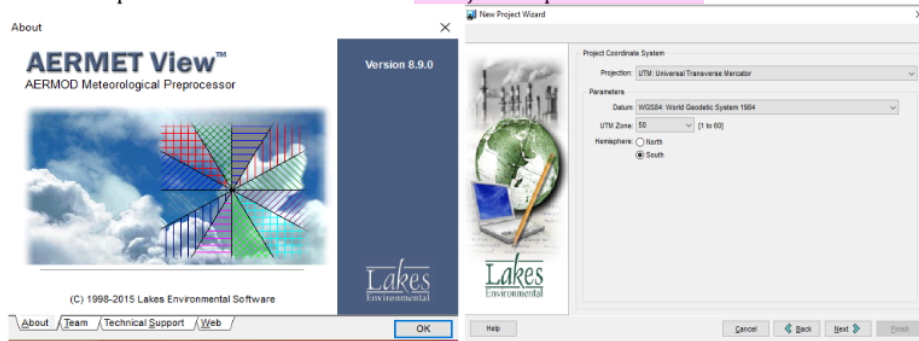 About
AERMET View™
AERMOD Meteorological Preprocessor
Version 8.9.0
Lakes
Environmental
(C) 1998-2015 Lakes Environmental Software
About
Team
Technical Support
Web
OK
New Project Wizard
Project Coordinate System
Projection: UTM: Universal Transverse Mercator
Parameters
Datum: WGS84: World Geodetic System 1984
UTM Zone: 50 [1 to 60]
Hemisphere: North
South
Lakes
Environmental
Help
Cancel
Back
Next
Finish